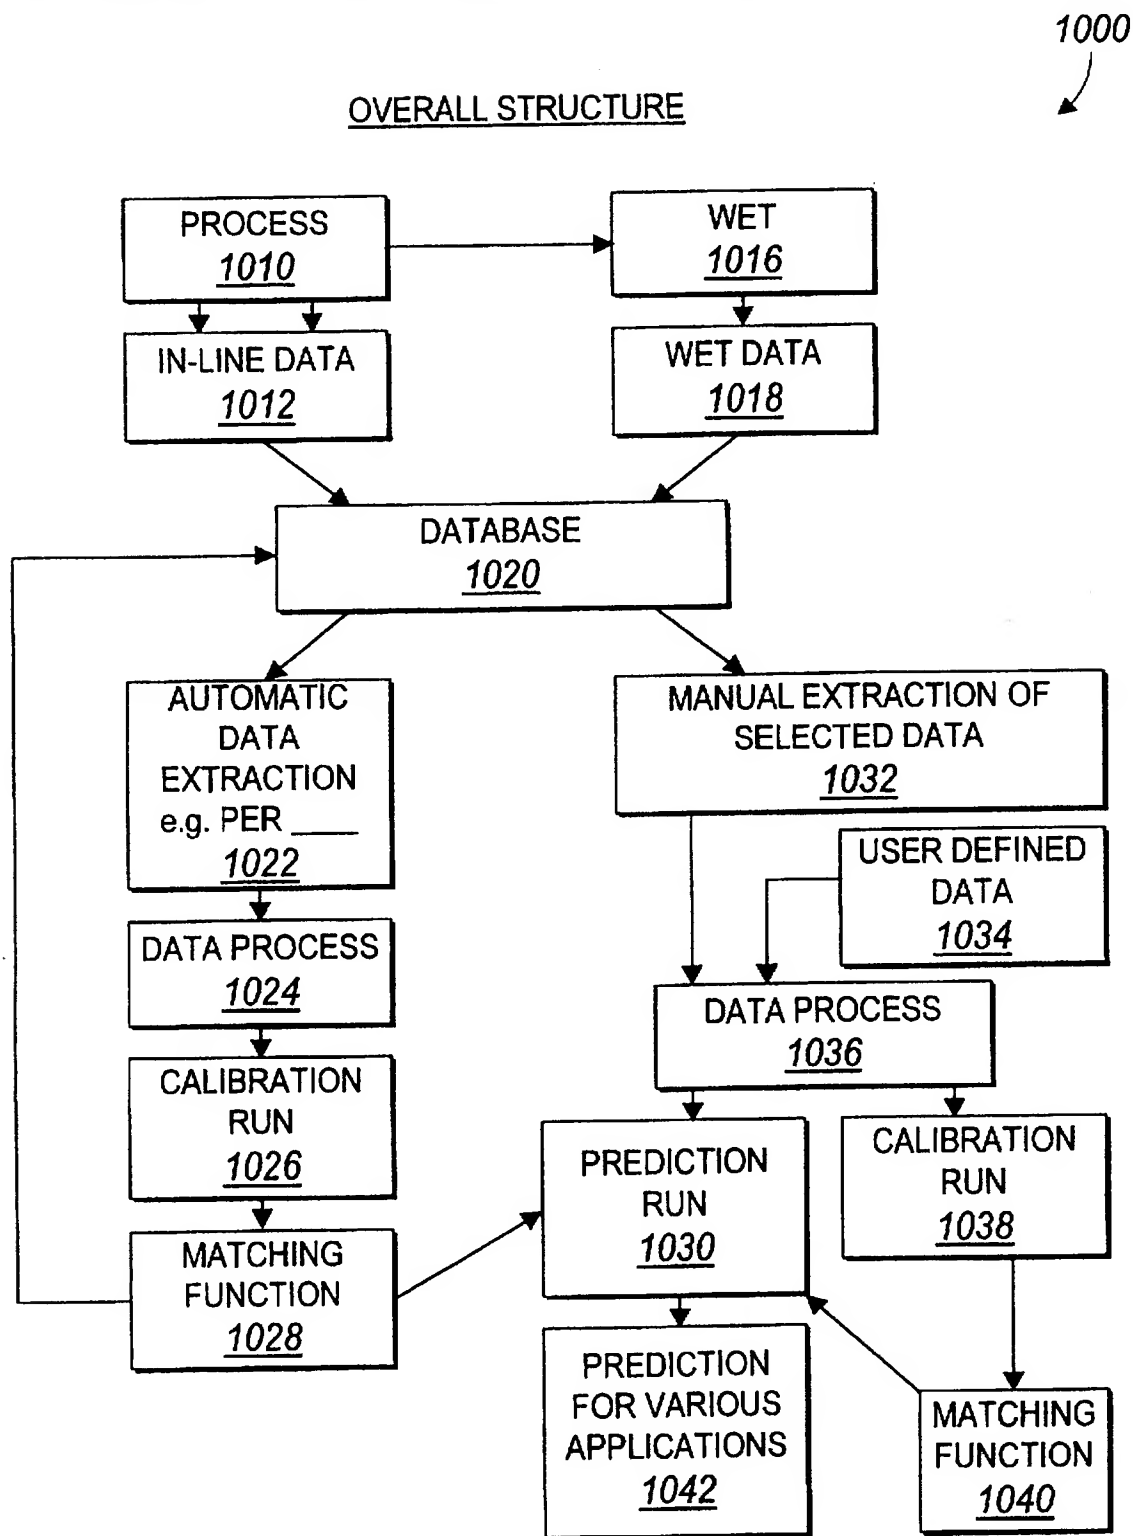 1000
OVERALL STRUCTURE
PROCESS
1010
WET
1016
IN-LINE DATA
1012
WET DATA
1018
DATABASE
1020
AUTOMATIC
DATA
EXTRACTION
e.g. PER ____
1022
MANUAL EXTRACTION OF
SELECTED DATA
1032
USER DEFINED
DATA
1034
DATA PROCESS
1024
DATA PROCESS
1036
CALIBRATION
RUN
1026
PREDICTION
RUN
1030
CALIBRATION
RUN
1038
MATCHING
FUNCTION
1028
PREDICTION
FOR VARIOUS
APPLICATIONS
1042
MATCHING
FUNCTION
1040